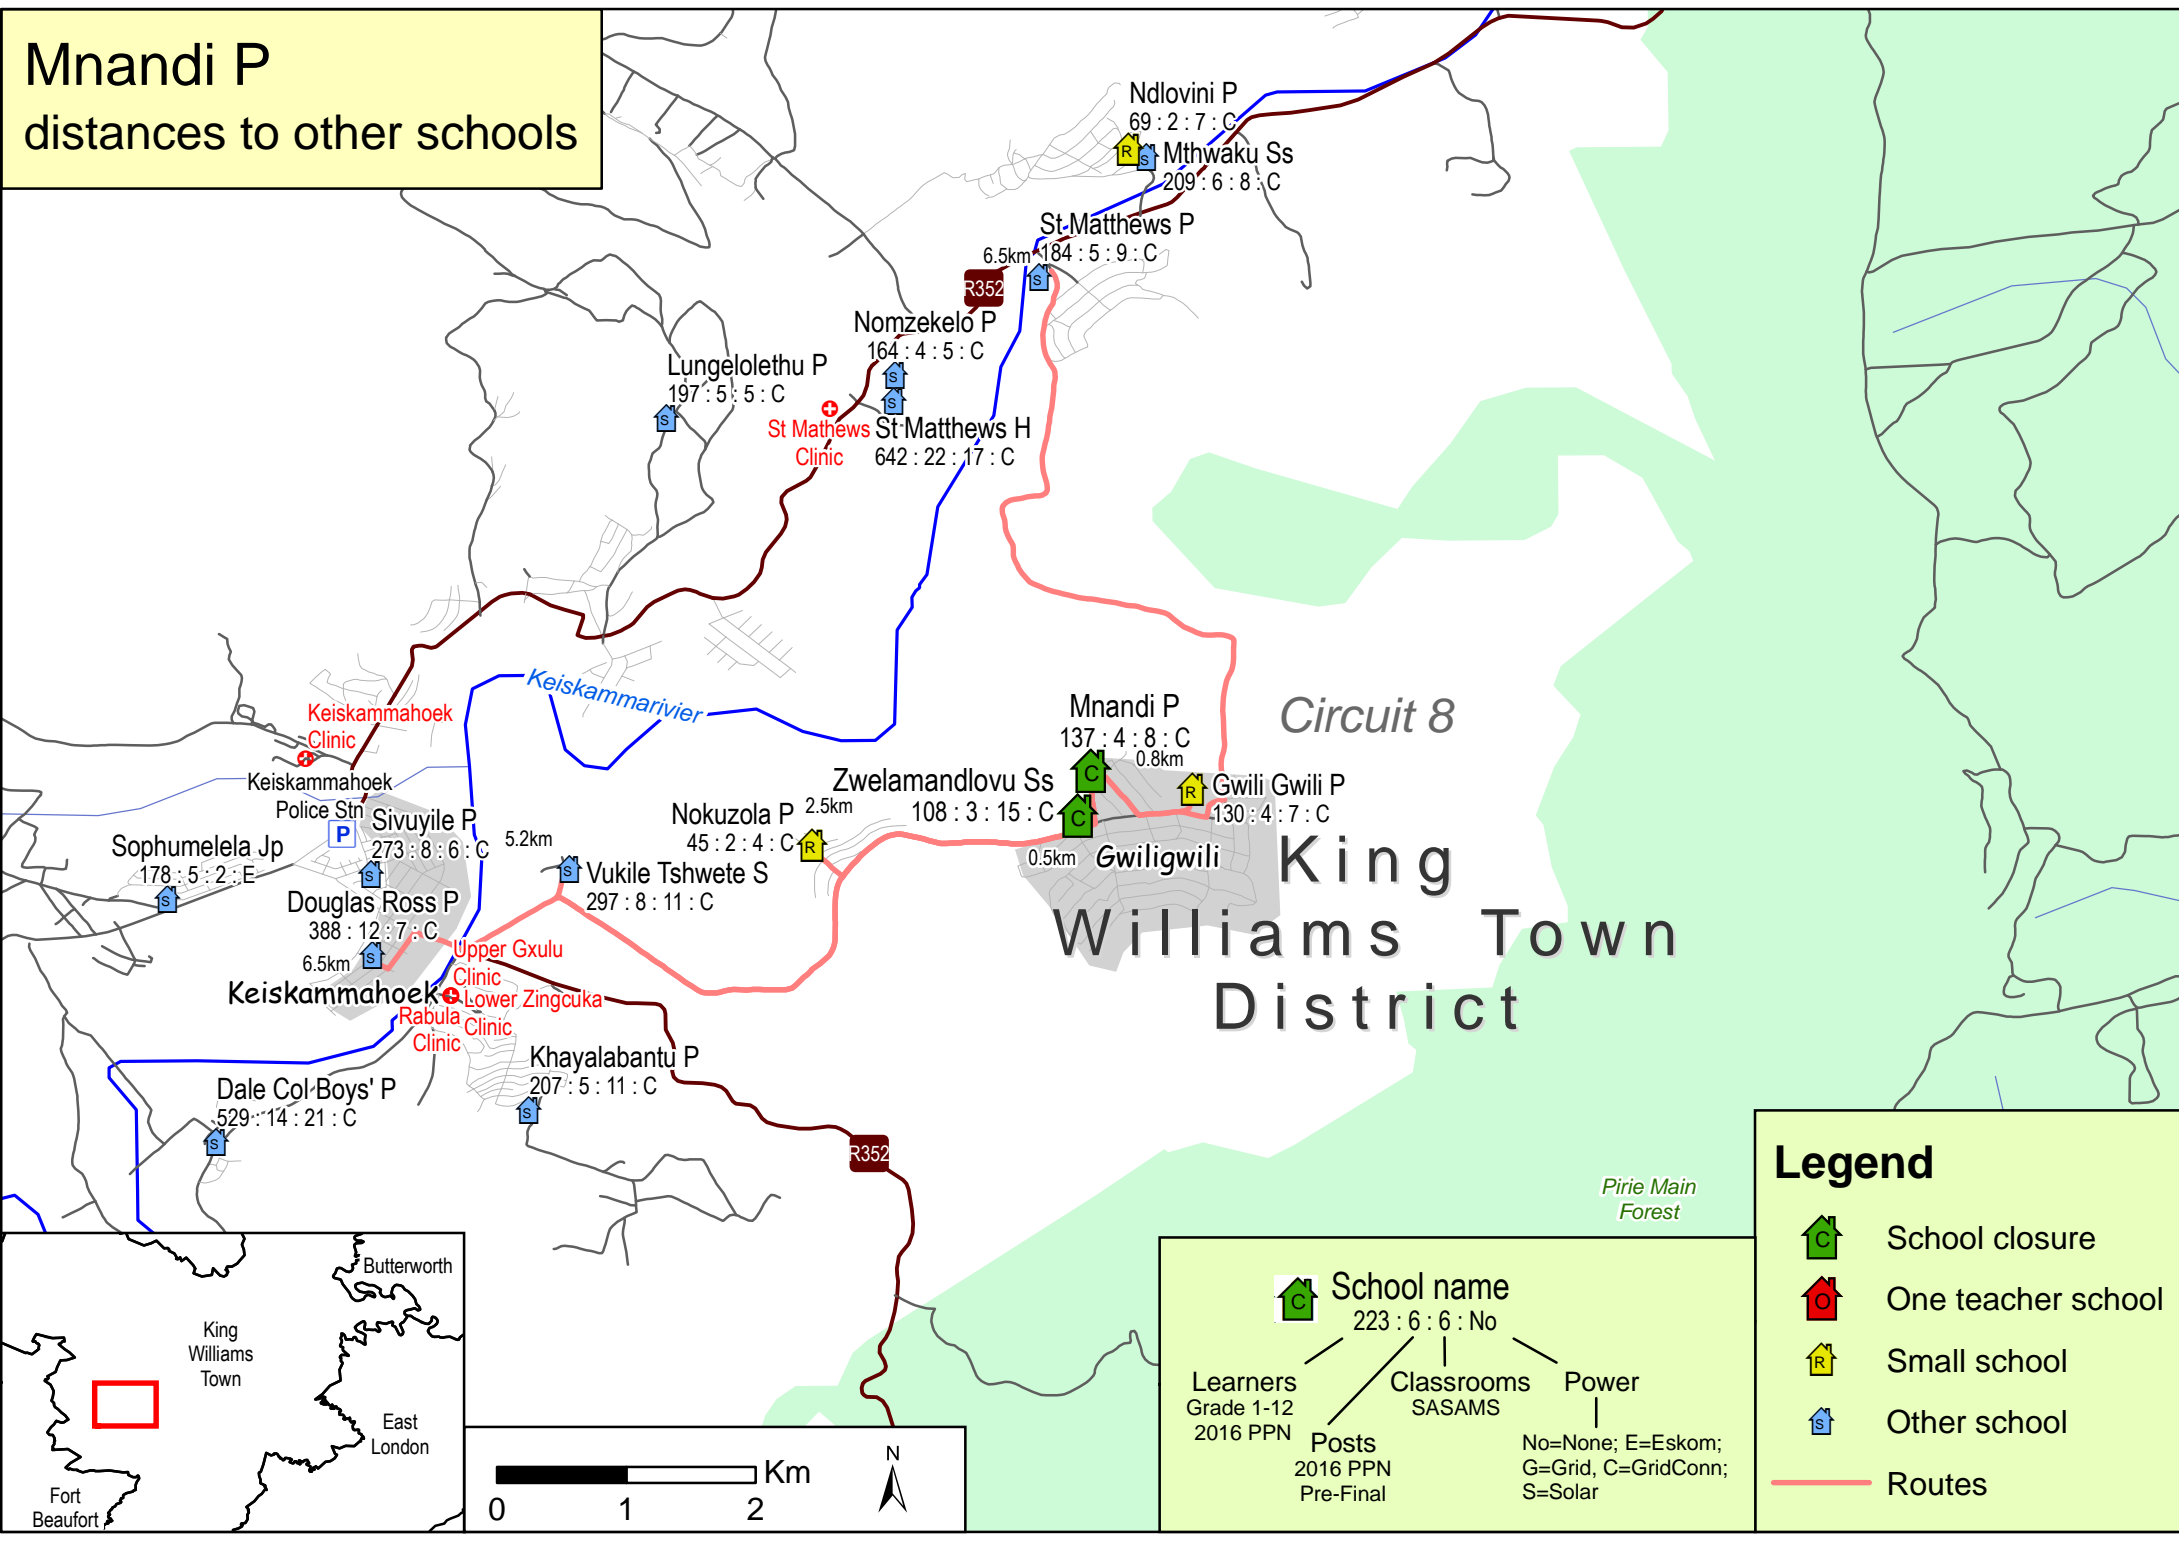 Mnandi P
distances to other schools
Ndlovini P
69 : 2 : 7 : C
R
S
Mthwaku Ss
209 : 6 : 8 : C
St Matthews P
6.5km
184 : 5 : 9 : C
S
R352
Nomzekelo P
164 : 4 : 5 : C
S
S
Lungelolethu P
197 : 5 : 5 : C
S
St Mathews
Clinic
St Matthews H
642 : 22 : 17 : C
Keiskammarivier
Keiskammahoek
Clinic
Keiskammahoek
Police Stn
P
Mnandi P
137 : 4 : 8 : C
0.8km
C
Circuit 8
Zwelamandlovu Ss
108 : 3 : 15 : C
C
0.5km
Gwili Gwili P
130 : 4 : 7 : C
R
Gwiligwili
Nokuzola P
45 : 2 : 4 : C
2.5km
R
Sivuyile P
273 : 8 : 6 : C
S
5.2km
Vukile Tshwete S
297 : 8 : 11 : C
S
Sophumelela Jp
178 : 5 : 2 : E
S
Douglas Ross P
388 : 12 : 7 : C
6.5km
S
King
Williams Town
District
Upper Gxulu
Clinic
Keiskammahoek
Lower Zingcuka
Clinic
Rabula
Clinic
Khayalabantu P
207 : 5 : 11 : C
S
Dale Col Boys' P
529 : 14 : 21 : C
S
R352
Pirie Main
Forest
Butterworth
King
Williams
Town
East
London
Fort
Beaufort
Km
0 1 2
N
C
School name
223 : 6 : 6 : No
Learners
Grade 1-12
2016 PPN
Posts
2016 PPN
Pre-Final
Classrooms
SASAMS
Power
No=None; E=Eskom;
G=Grid, C=GridConn;
S=Solar
Legend
C School closure
O One teacher school
R Small school
S Other school
Routes